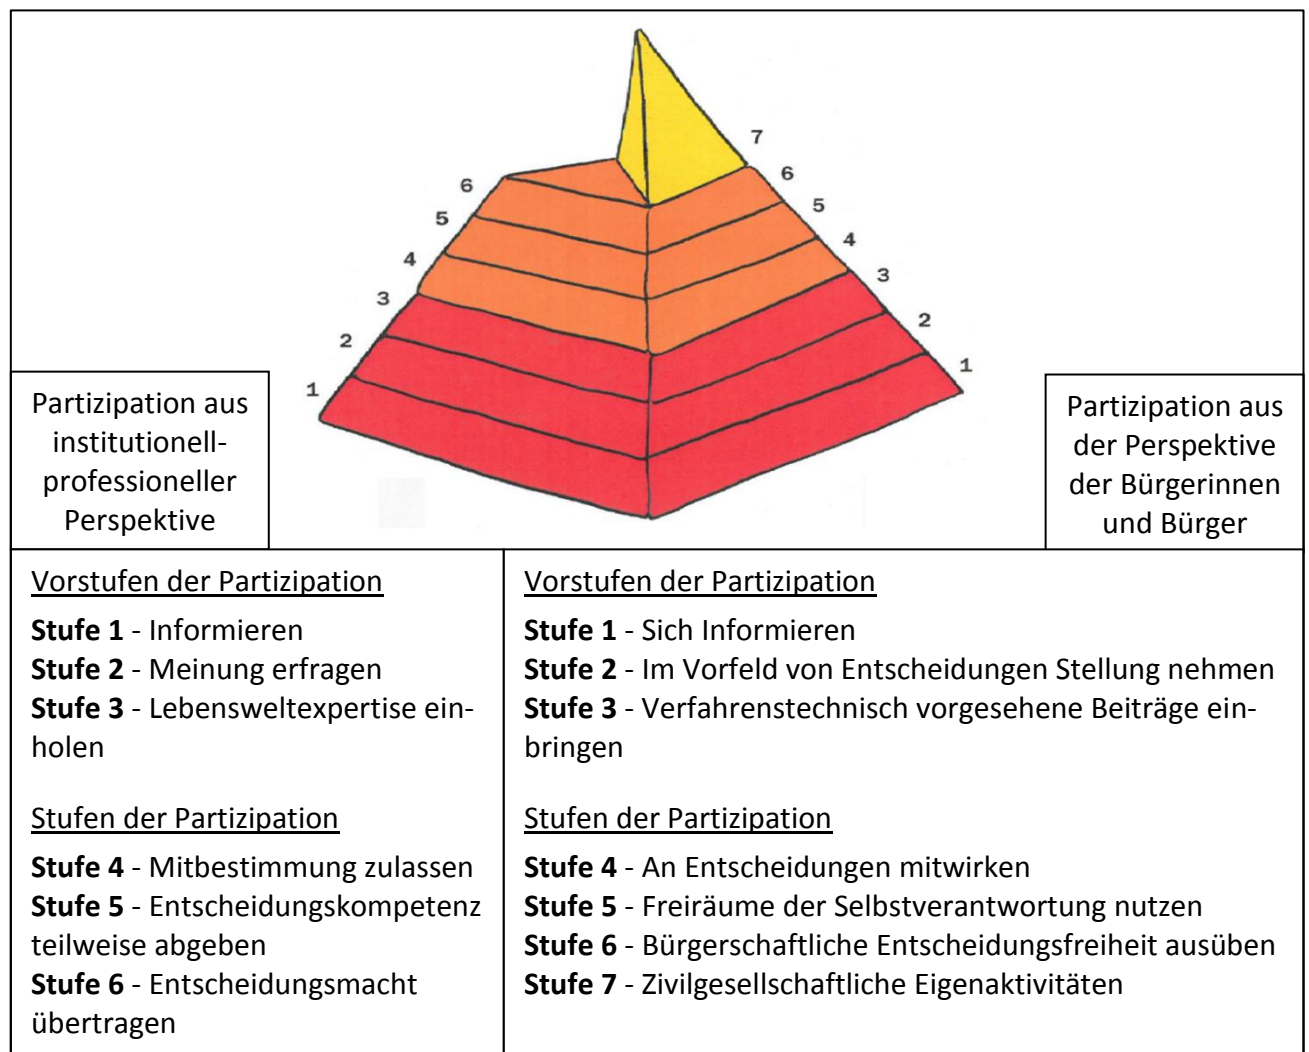 7
6
5
4
3
2
1
6
5
4
3
2
1
Partizipation aus
institutionell-
professioneller
Perspektive
Partizipation aus
der Perspektive
der Bürgerinnen
und Bürger
Vorstufen der Partizipation
Stufe 1 - Informieren
Stufe 2 - Meinung erfragen
Stufe 3 - Lebensweltexpertise ein-
holen
Stufen der Partizipation
Stufe 4 - Mitbestimmung zulassen
Stufe 5 - Entscheidungskompetenz
teilweise abgeben
Stufe 6 - Entscheidungsmacht
übertragen
Vorstufen der Partizipation
Stufe 1 - Sich Informieren
Stufe 2 - Im Vorfeld von Entscheidungen Stellung nehmen
Stufe 3 - Verfahrenstechnisch vorgesehene Beiträge ein-
bringen
Stufen der Partizipation
Stufe 4 - An Entscheidungen mitwirken
Stufe 5 - Freiräume der Selbstverantwortung nutzen
Stufe 6 - Bürgerschaftliche Entscheidungsfreiheit ausüben
Stufe 7 - Zivilgesellschaftliche Eigenaktivitäten